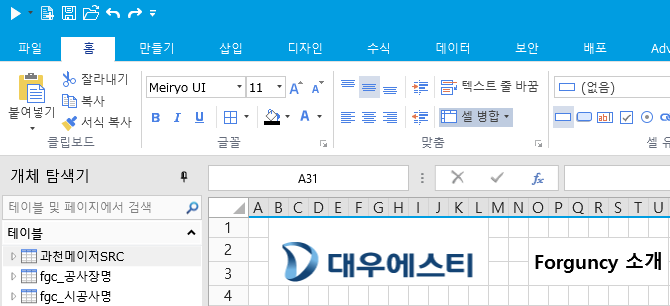 파일 홈 만들기 삽입 디자인 수식 데이터 보안 배포 Adv
붙여넣기 잘라내기 복사 서식 복사
Meiryo UI 11
텍스트 줄 바꿈
셀 병합
(없음)
클립보드 글꼴 맞춤 셀 유
개체 탐색기
A31
fx
테이블 및 페이지에서 검색
A B C D E F G H I J K L M N O P Q R S T U
테이블
과천메이저SRC
fgc_공사장명
fgc_시공사명
1
2
3
4
대우에스티
Forguncy 소개